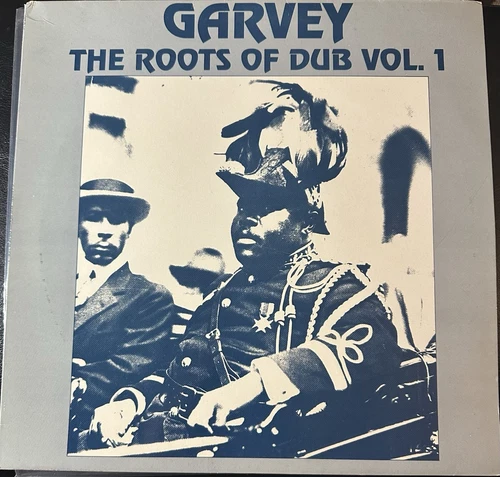 GARVEY
THE ROOTS OF DUB VOL. 1